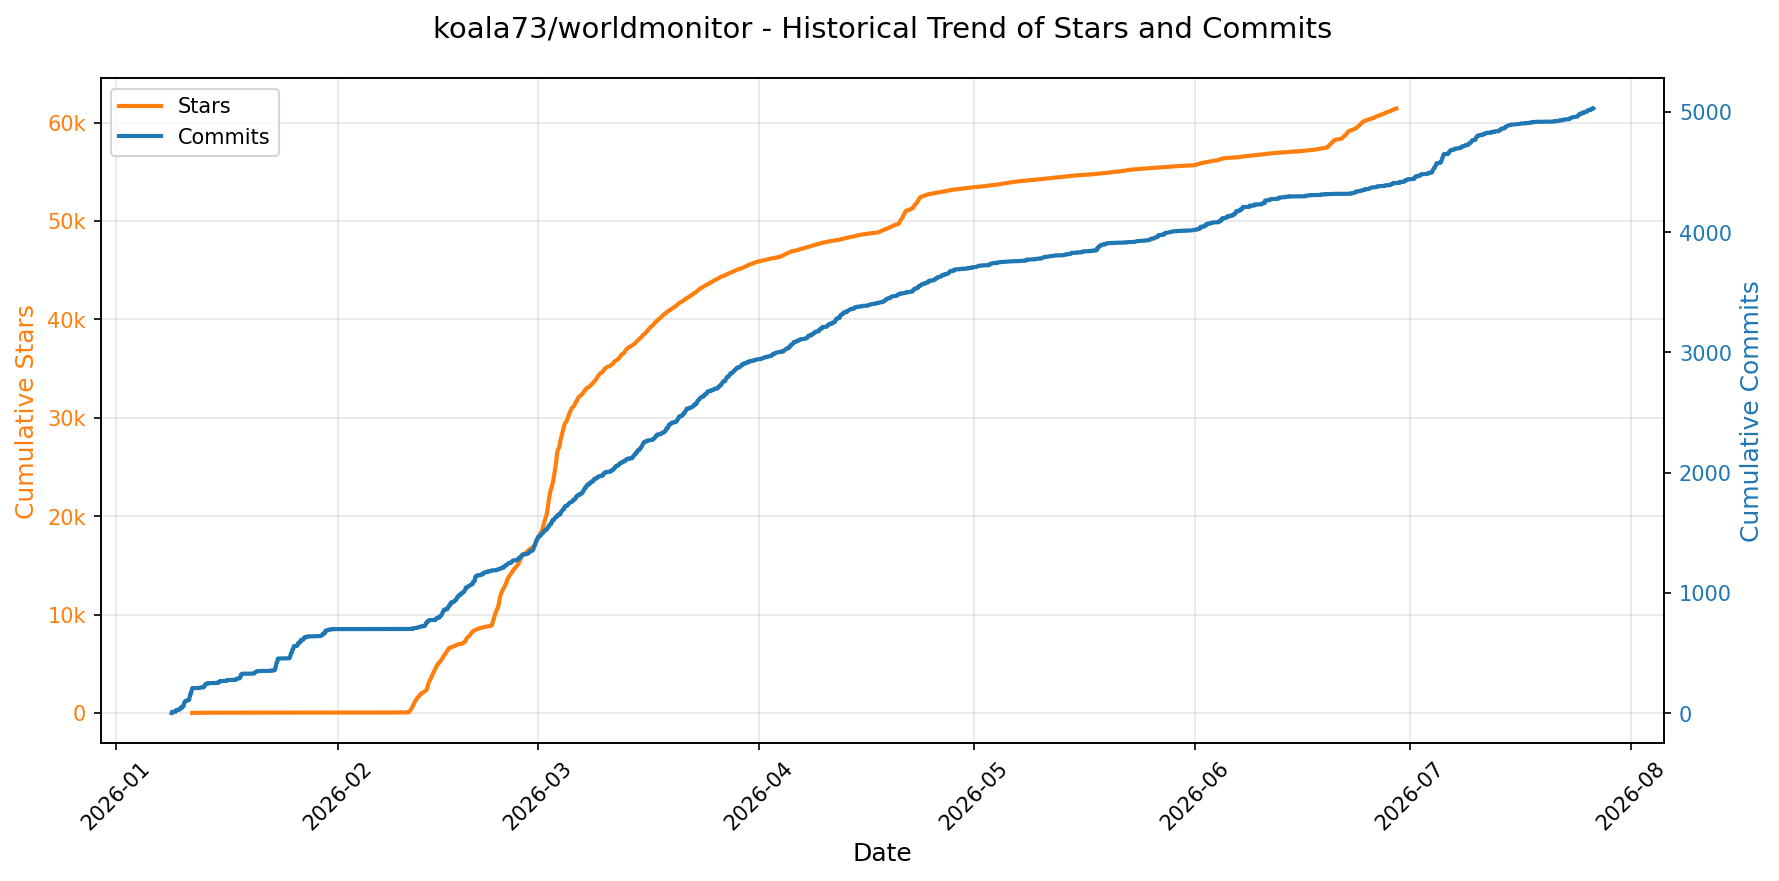 koala73/worldmonitor - Historical Trend of Stars and Commits
Stars
Commits
60k
50k
40k
30k
20k
10k
0
Cumulative Stars
5000
4000
3000
2000
1000
0
Cumulative Commits
2026-01
2026-02
2026-03
2026-04
2026-05
2026-06
2026-07
2026-08
Date